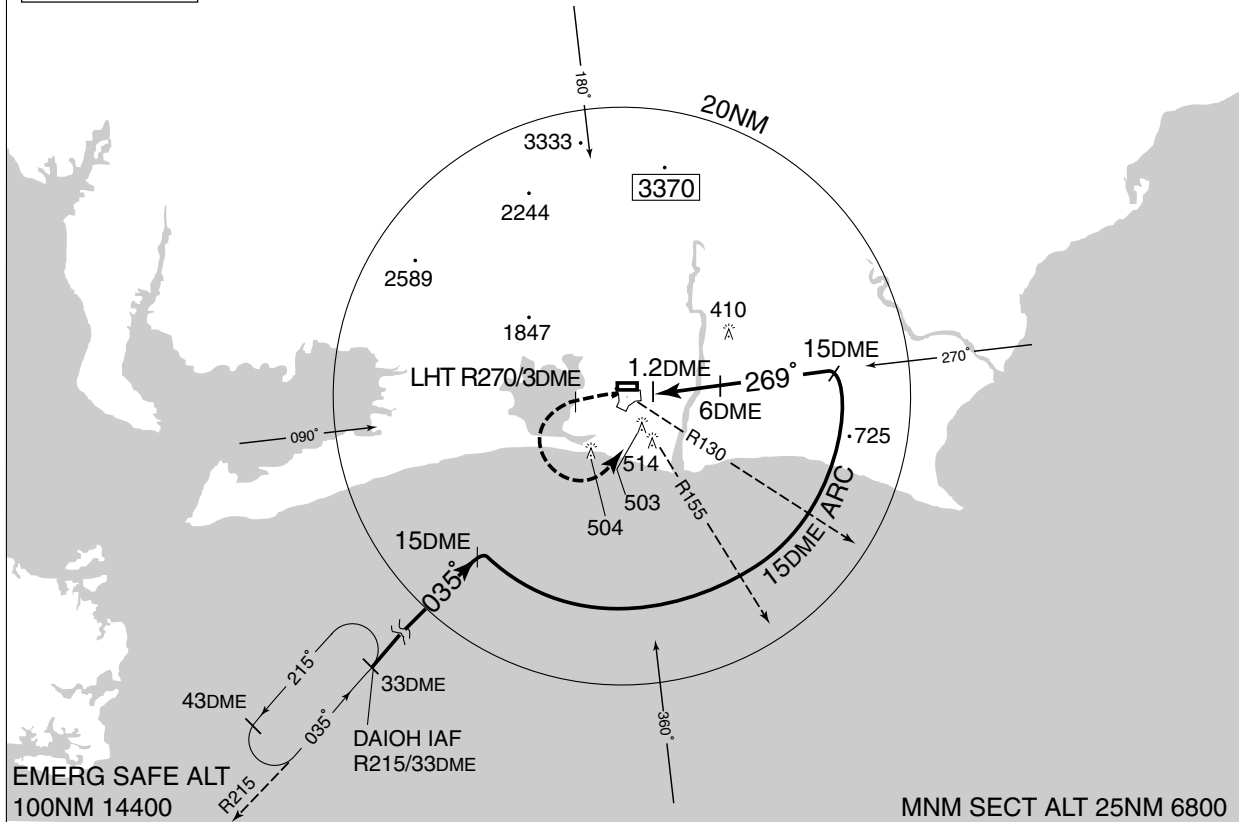 180°
20NM
3333
3370
2244
2589
410
1847
15DME
270°
1.2DME
LHT R270/3DME
269°
6DME
090°
R130
725
514
503
R155
504
15DME ARC
15DME
035°
215°
33DME
43DME
035°
360°
DAIOH IAF
R215/33DME
R215
EMERG SAFE ALT
100NM 14400
MNM SECT ALT 25NM 6800